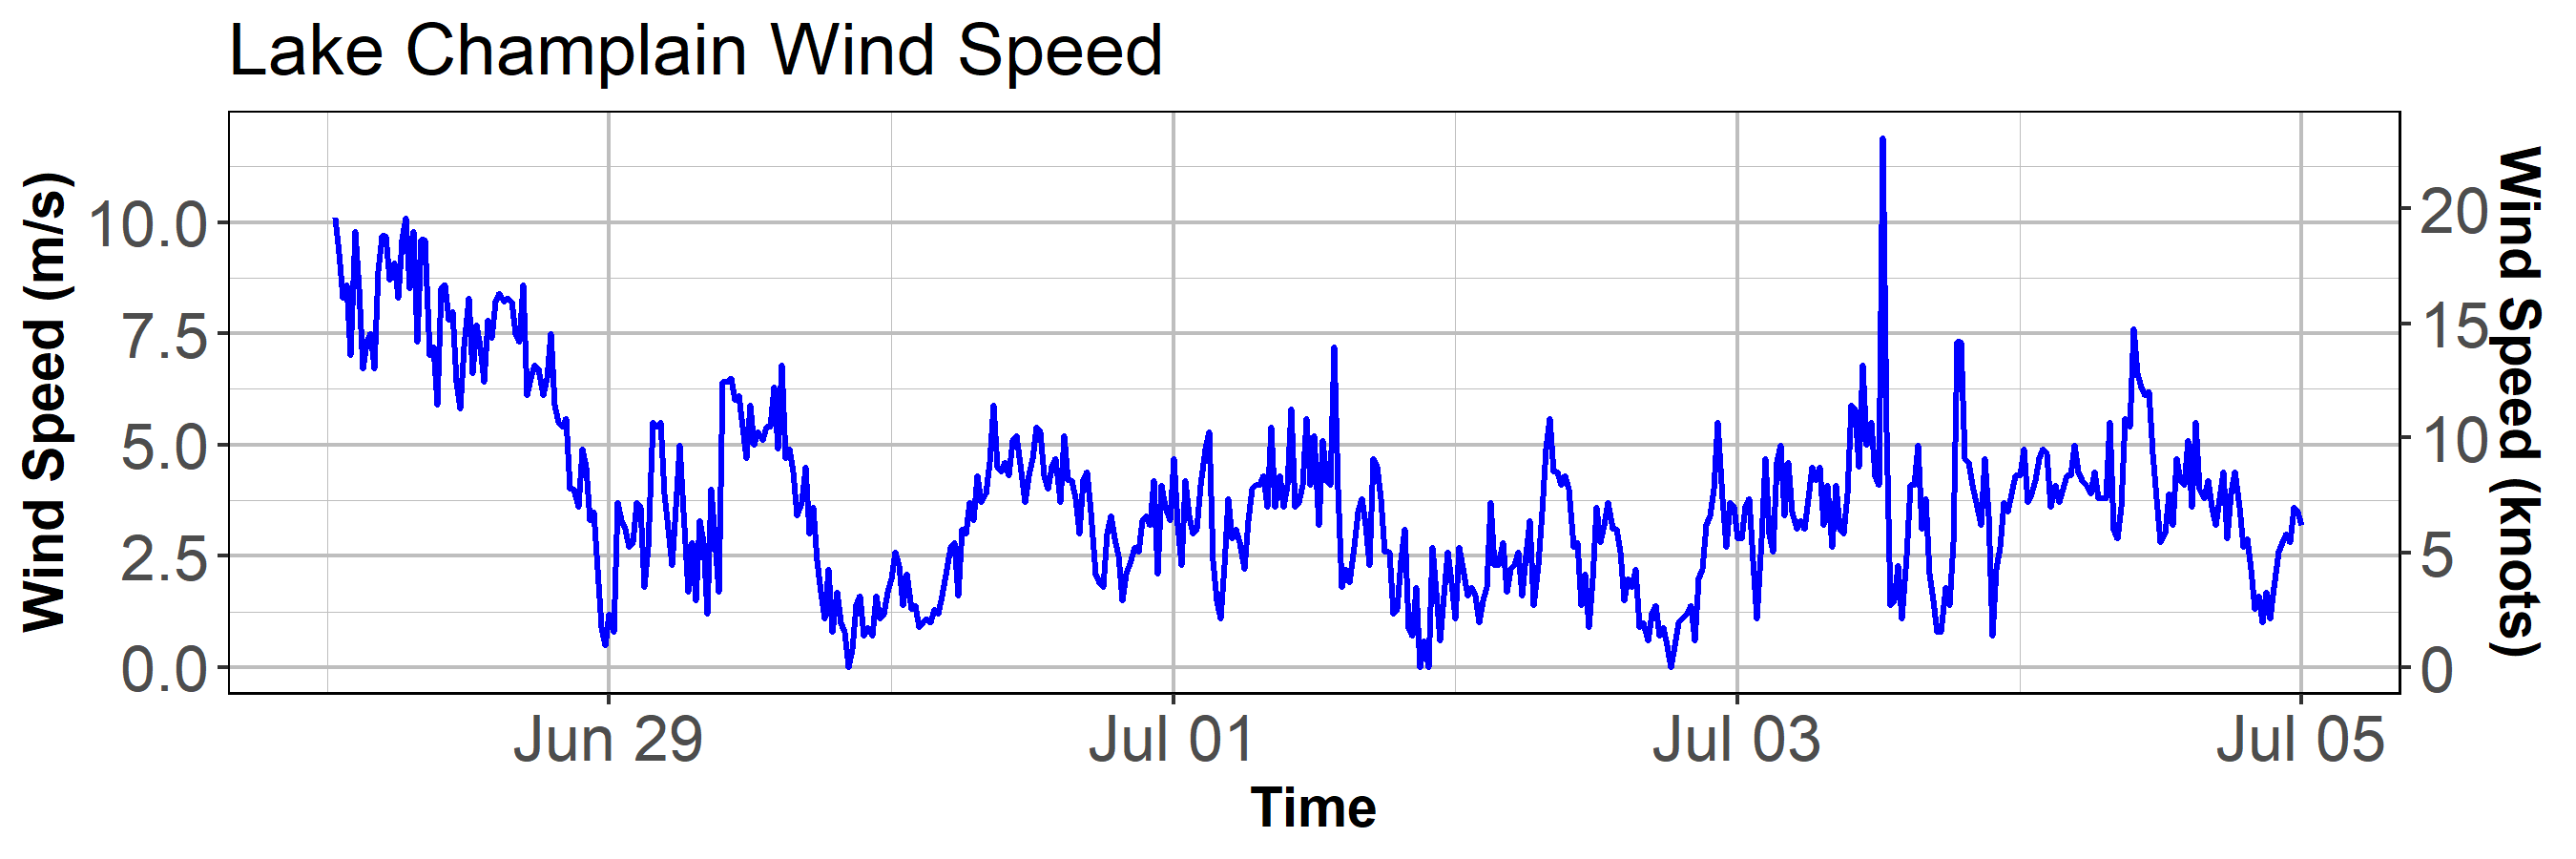 Lake Champlain Wind Speed
Wind Speed (m/s)
10.0
7.5
5.0
2.5
0.0
20
15
10
5
0
Wind Speed (knots)
Jun 29
Jul 01
Jul 03
Jul 05
Time